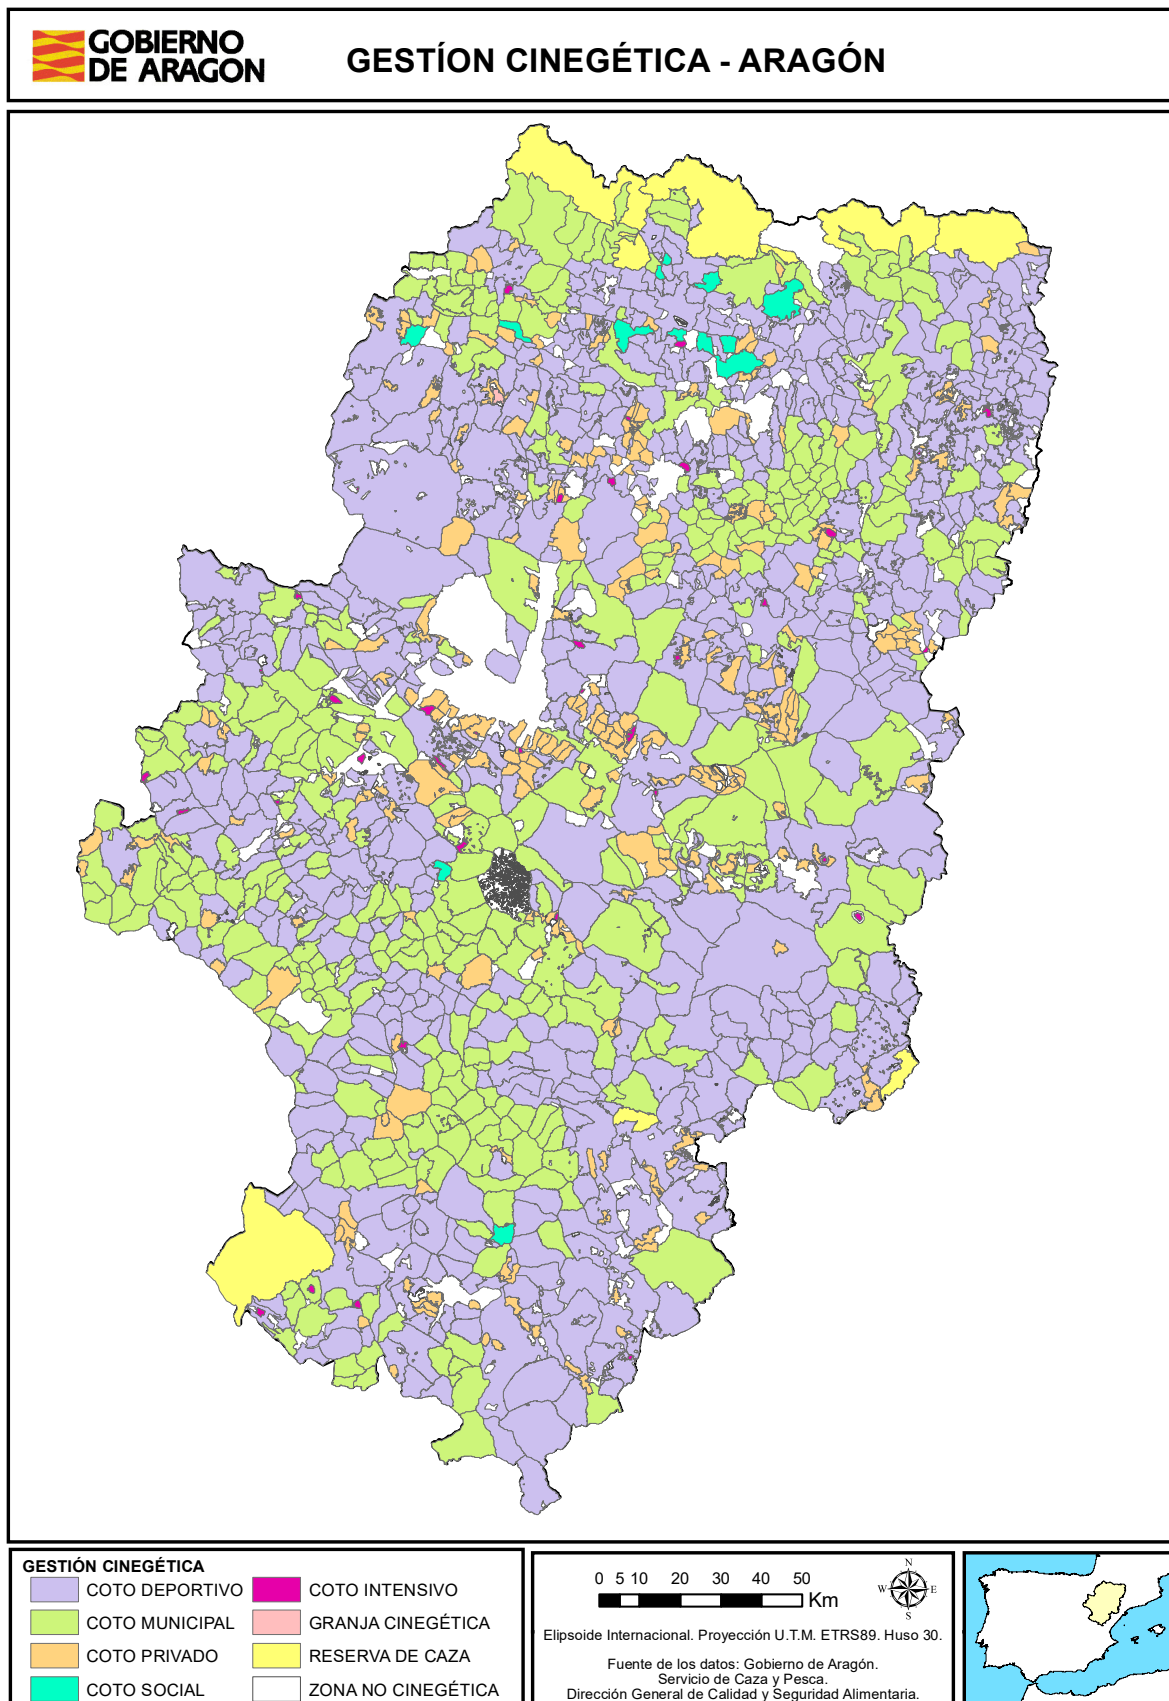 GOBIERNO
DE ARAGON
GESTÍON CINEGÉTICA - ARAGÓN
GESTIÓN CINEGÉTICA
COTO DEPORTIVO
COTO MUNICIPAL
COTO PRIVADO
COTO SOCIAL
COTO INTENSIVO
GRANJA CINEGÉTICA
RESERVA DE CAZA
ZONA NO CINEGÉTICA
0 5 10 20 30 40 50
Km
N
W E
S
Elipsoide Internacional. Proyección U.T.M. ETRS89. Huso 30.
Fuente de los datos: Gobierno de Aragón.
Servicio de Caza y Pesca.
Dirección General de Calidad y Seguridad Alimentaria.